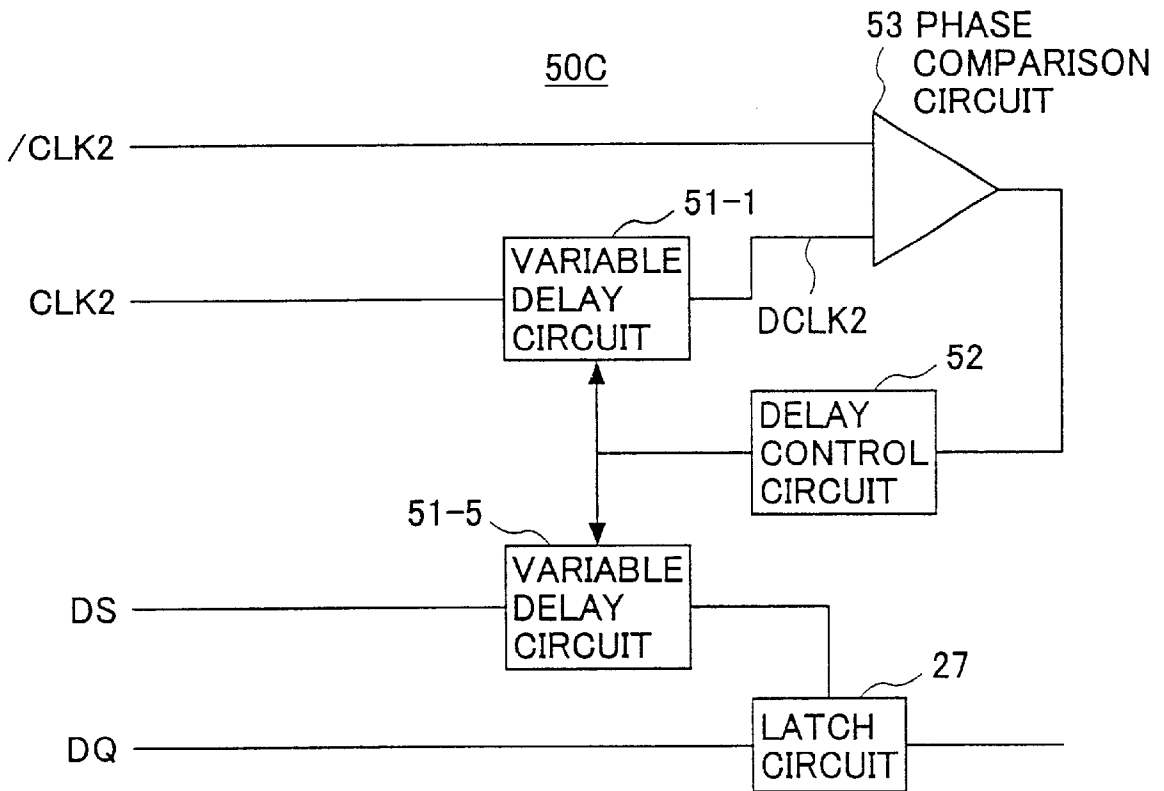 50C
53 PHASE
COMPARISON
CIRCUIT
/CLK2
51-1
VARIABLE
DELAY
CIRCUIT
CLK2
DCLK2
52
DELAY
CONTROL
CIRCUIT
51-5
VARIABLE
DELAY
CIRCUIT
DS
27
LATCH
CIRCUIT
DQ